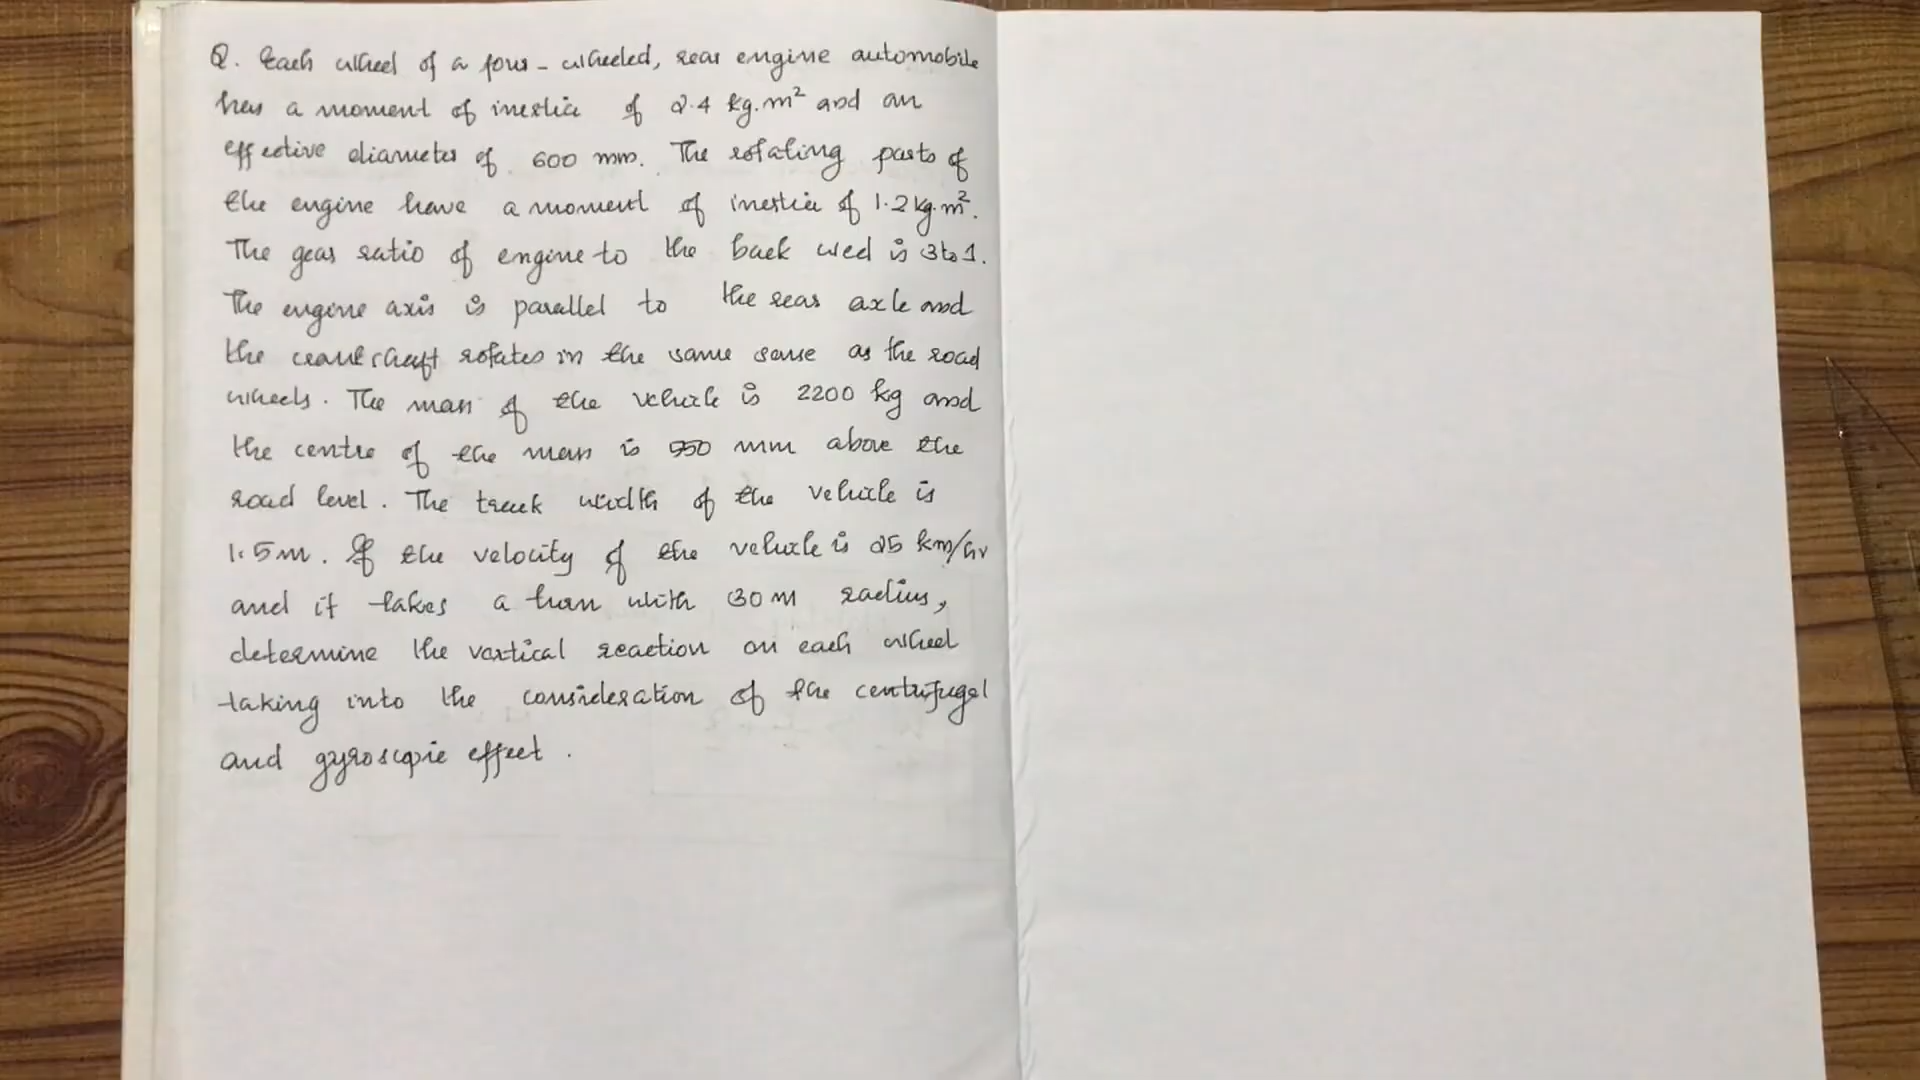 Q. Each wheel of a four-wheeled, rear engine automobile
has a moment of inertia of 2.4 kg.m² and an
effective diameter of 600 mm. The rotating parts of
the engine have a moment of inertia of 1.2 kg.m².
The gear ratio of engine to the back weel is 3 to 1.
The engine axis is parallel to the rear axle and
the crankshaft rotates in the same sense as the road
wheels. The mass of the vehicle is 2200 kg and
the centre of the mass is 550 mm above the
road level. The track width of the vehicle is
1.5m. If the velocity of the vehicle is 25 km/hr
and it takes a turn with 30 m radius,
determine the vertical reaction on each wheel
taking into the consideration of the centrifugal
and gyroscopic effect.